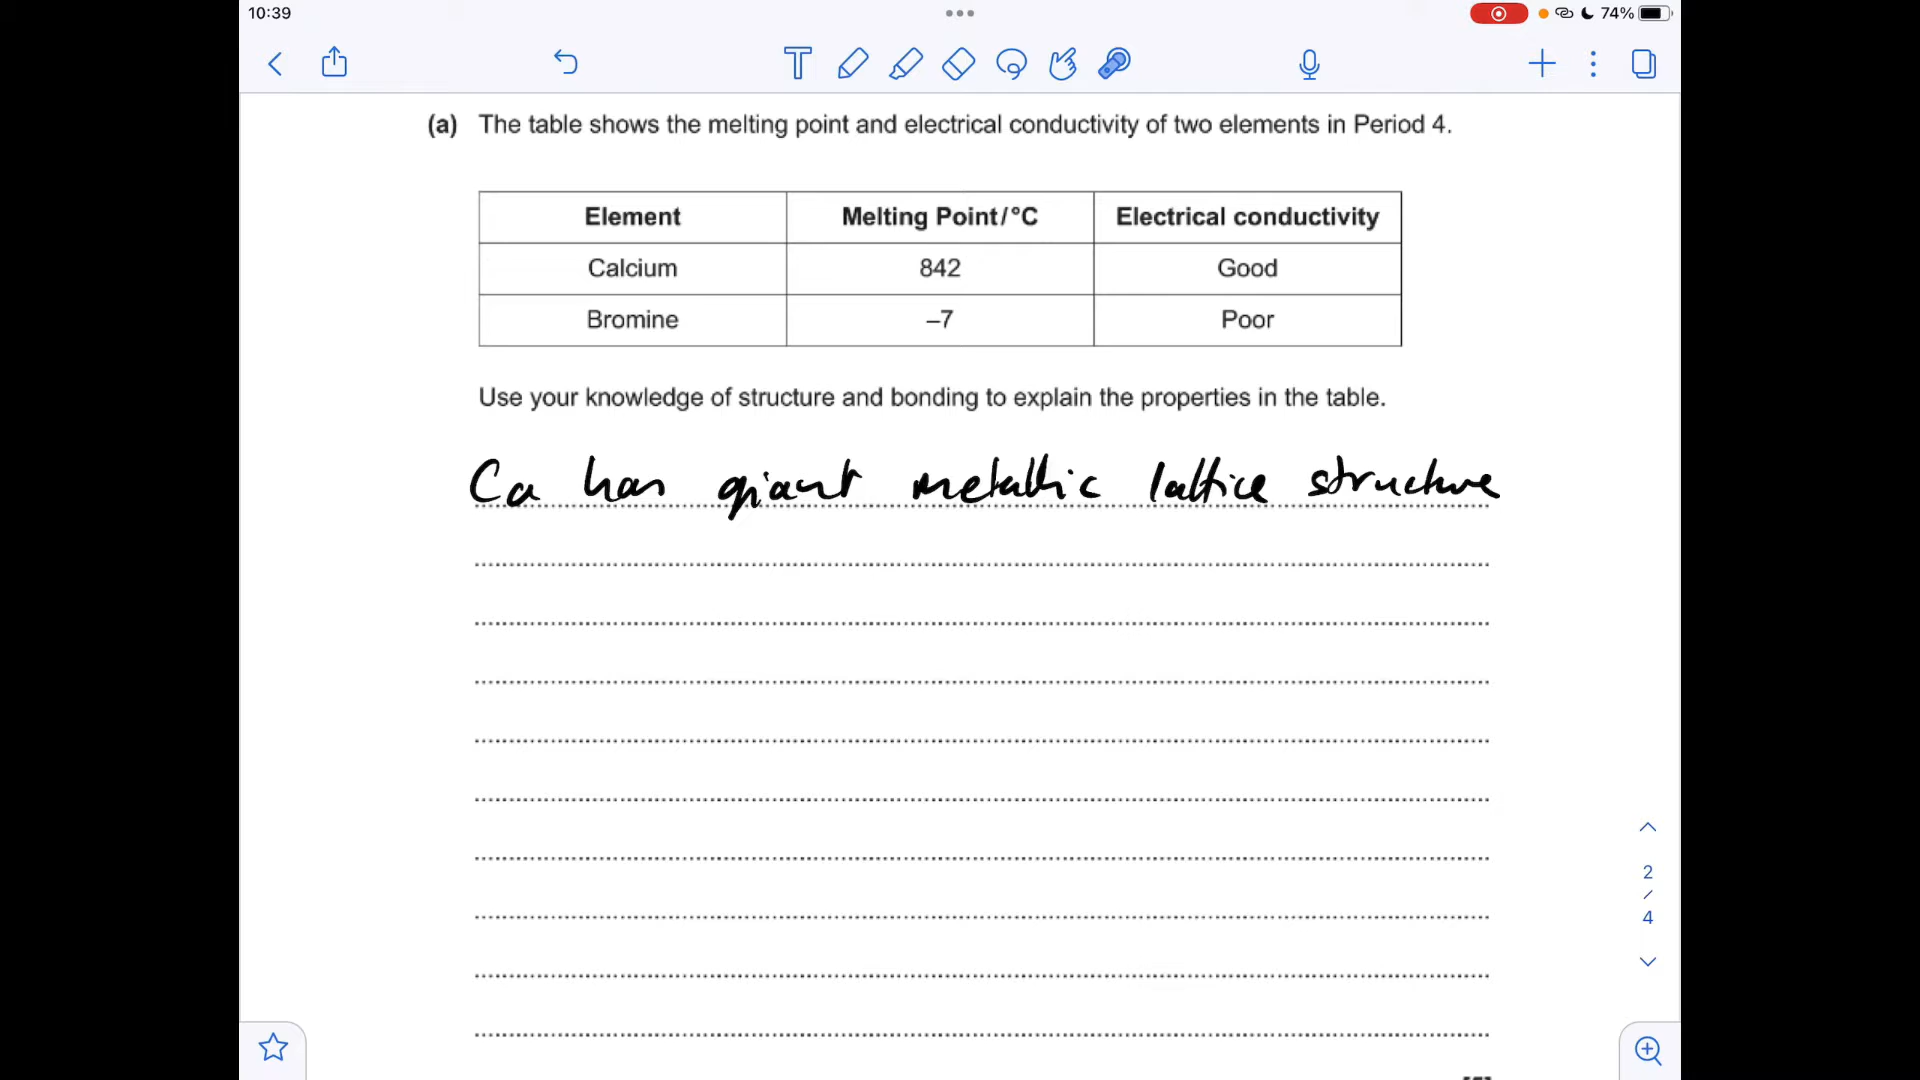 10:39
74%
(a) The table shows the melting point and electrical conductivity of two elements in Period 4.
Element Melting Point/°C Electrical conductivity
Calcium 842 Good
Bromine –7 Poor
Use your knowledge of structure and bonding to explain the properties in the table.
Ca has giant metallic lattice structure
2
/
4